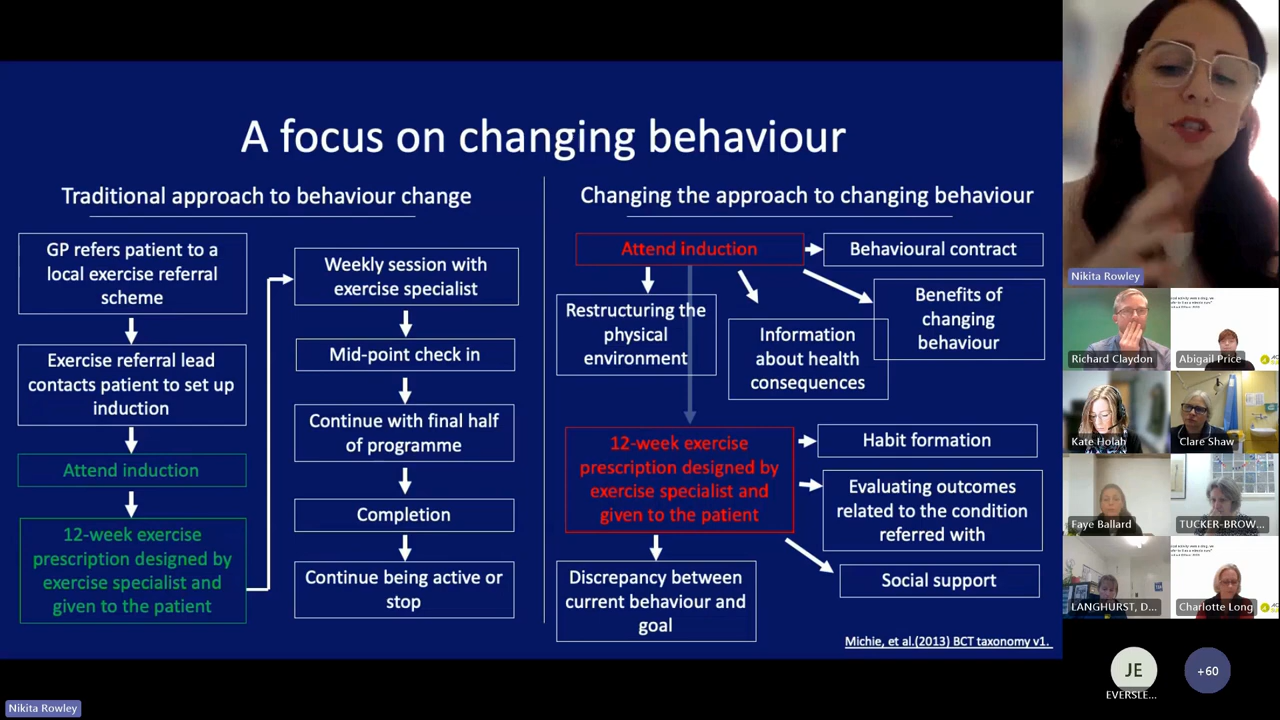 A focus on changing behaviour
Traditional approach to behaviour change
GP refers patient to a
local exercise referral
scheme
Exercise referral lead
contacts patient to set up
induction
Attend induction
12-week exercise
prescription designed by
exercise specialist and
given to the patient
Weekly session with
exercise specialist
Mid-point check in
Continue with final half
of programme
Completion
Continue being active or
stop
Changing the approach to changing behaviour
Attend induction
Behavioural contract
Restructuring the
physical
environment
Information
about health
consequences
Benefits of
changing
behaviour
12-week exercise
prescription designed by
exercise specialist and
given to the patient
Habit formation
Evaluating outcomes
related to the condition
referred with
Social support
Discrepancy between
current behaviour and
goal
Michie, et al.(2013) BCT taxonomy v1.
Nikita Rowley
Richard Claydon
Abigail Price
Kate Holah
Clare Shaw
Faye Ballard
TUCKER-BROW...
LANGHURST, D...
Charlotte Long
JE
EVERSLE...
+60
Nikita Rowley